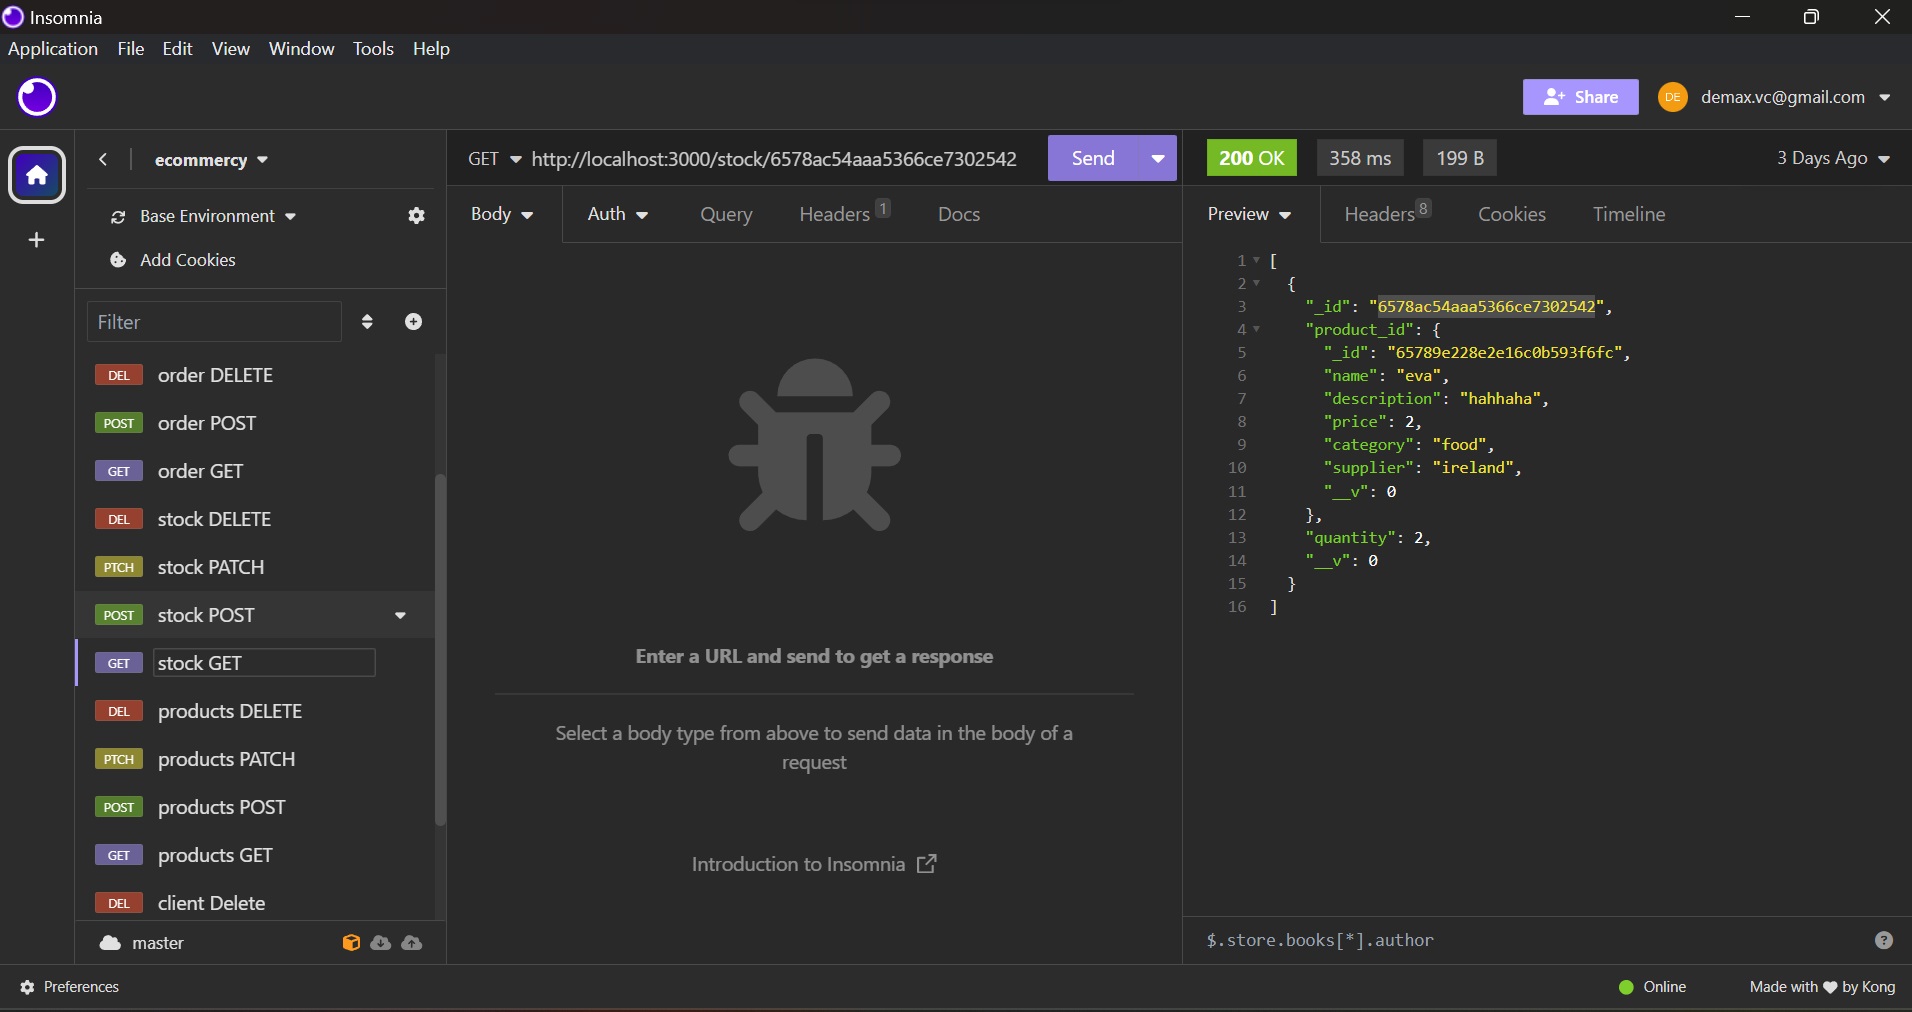 Insomnia
Application File Edit View Window Tools Help
Share DE demax.vc@gmail.com
ecommercy
Base Environment
Add Cookies
Filter
DEL order DELETE
POST order POST
GET order GET
DEL stock DELETE
PTCH stock PATCH
POST stock POST
GET stock GET
DEL products DELETE
PTCH products PATCH
POST products POST
GET products GET
DEL client Delete
master
GET http://localhost:3000/stock/6578ac54aaa5366ce7302542 Send
Body Auth Query Headers 1 Docs
Enter a URL and send to get a response
Select a body type from above to send data in the body of a
request
Introduction to Insomnia
200 OK 358 ms 199 B 3 Days Ago
Preview Headers 8 Cookies Timeline
1 [
2 {
3 "_id": "6578ac54aaa5366ce7302542",
4 "product_id": {
5 "_id": "65789e228e2e16c0b593f6fc",
6 "name": "eva",
7 "description": "hahhaha",
8 "price": 2,
9 "category": "food",
10 "supplier": "ireland",
11 "__v": 0
12 },
13 "quantity": 2,
14 "__v": 0
15 }
16 ]
$.store.books[*].author ?
Preferences
Online Made with ♥ by Kong